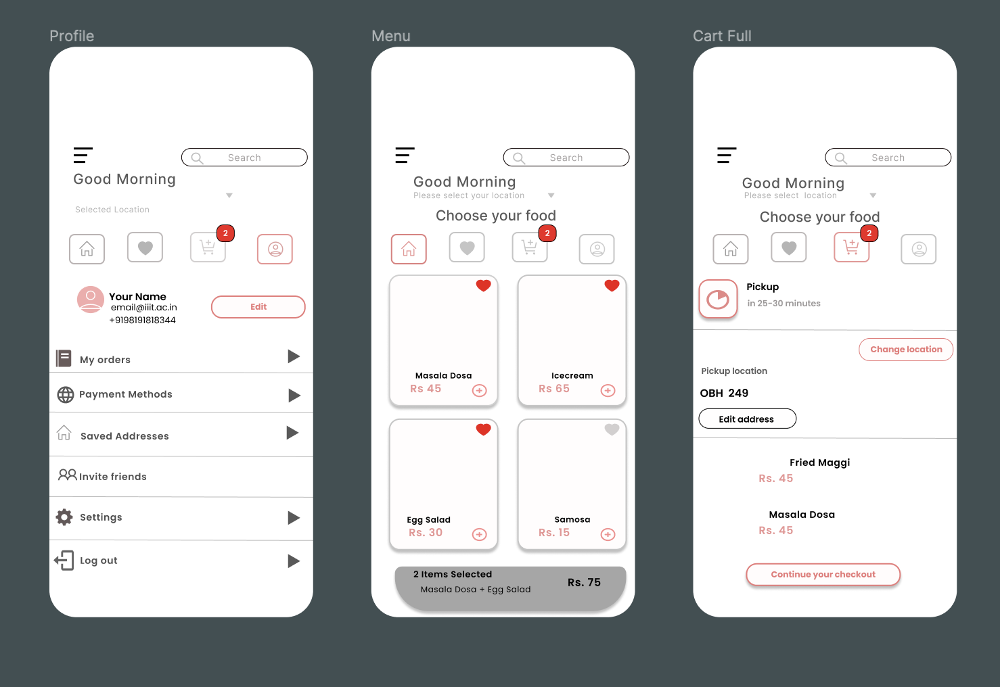 Profile
Search
Good Morning
Selected Location
2
Your Name
email@iiit.ac.in
+9198191818344
Edit
My orders
Payment Methods
Saved Addresses
Invite friends
Settings
Log out
Menu
Search
Good Morning
Please select your location
Choose your food
2
Masala Dosa
Rs 45
Icecream
Rs 65
Egg Salad
Rs. 30
Samosa
Rs. 15
2 Items Selected
Masala Dosa + Egg Salad
Rs. 75
Cart Full
Search
Good Morning
Please select location
Choose your food
2
Pickup
in 25-30 minutes
Change location
Pickup location
OBH 249
Edit address
Fried Maggi
Rs. 45
Masala Dosa
Rs. 45
Continue your checkout